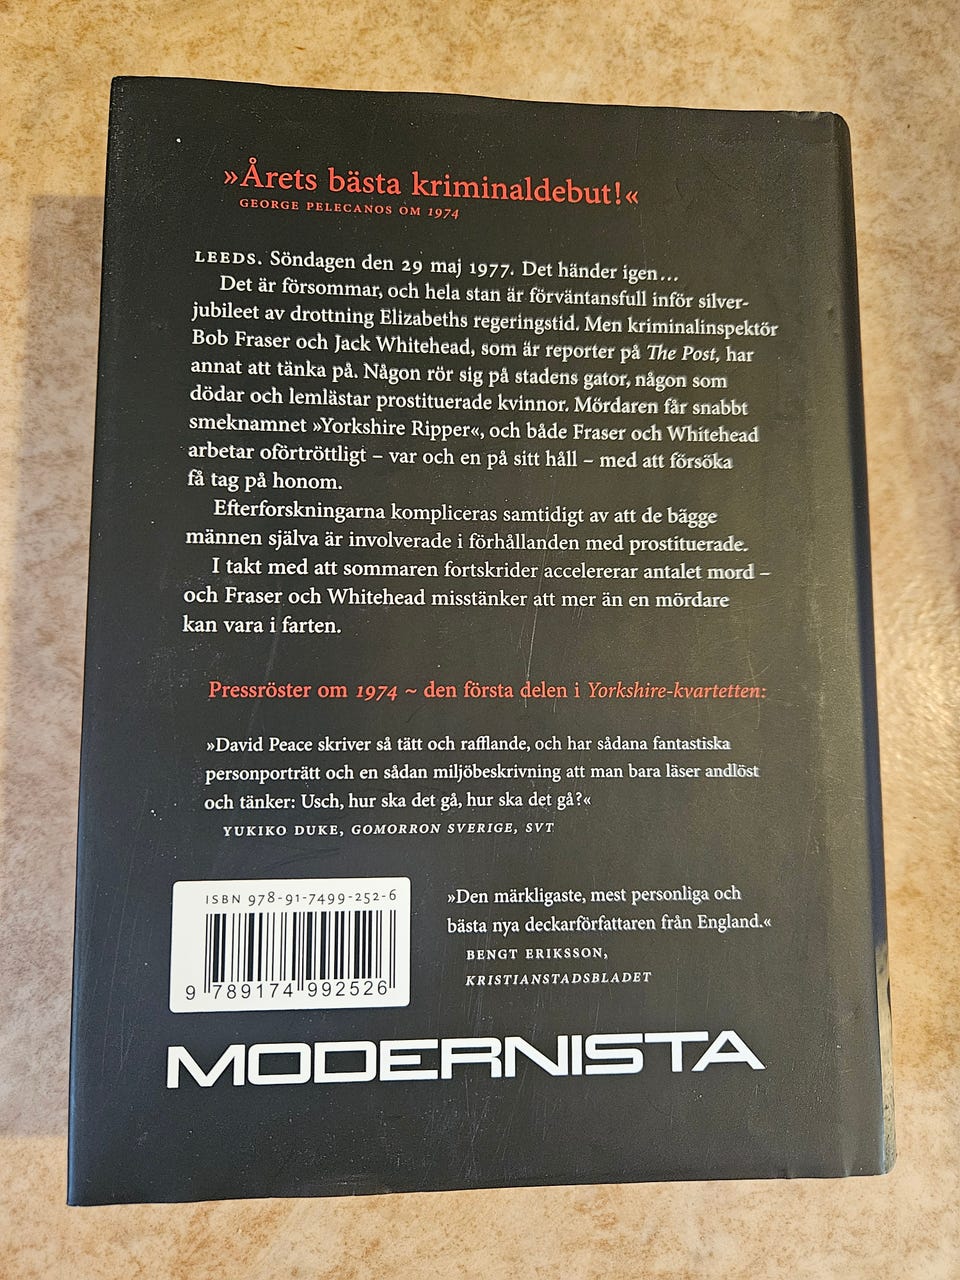 »Årets bästa kriminaldebut!«
GEORGE PELECANOS OM 1974
LEEDS. Söndagen den 29 maj 1977. Det händer igen...
Det är försommar, och hela stan är förväntansfull inför silver-
jubileet av drottning Elizabeths regeringstid. Men kriminalinspektör
Bob Fraser och Jack Whitehead, som är reporter på The Post, har
annat att tänka på. Någon rör sig på stadens gator, någon som
dödar och lemlästar prostituerade kvinnor. Mördaren får snabbt
smeknamnet »Yorkshire Ripper«, och både Fraser och Whitehead
arbetar oförtröttligt – var och en på sitt håll – med att försöka
få tag på honom.
Efterforskningarna kompliceras samtidigt av att de bägge
männen själva är involverade i förhållanden med prostituerade.
I takt med att sommaren fortskrider accelererar antalet mord –
och Fraser och Whitehead misstänker att mer än en mördare
kan vara i farten.
Pressröster om 1974 ~ den första delen i Yorkshire-kvartetten:
»David Peace skriver så tätt och rafflande, och har sådana fantastiska
personporträtt och en sådan miljöbeskrivning att man bara läser andlöst
och tänker: Usch, hur ska det gå, hur ska det gå?«
YUKIKO DUKE, GOMORRON SVERIGE, SVT
»Den märkligaste, mest personliga och
bästa nya deckarförfattaren från England.«
BENGT ERIKSSON,
KRISTIANSTADSBLADET
ISBN 978-91-7499-252-6
9 789174 992526
MODERNISTA